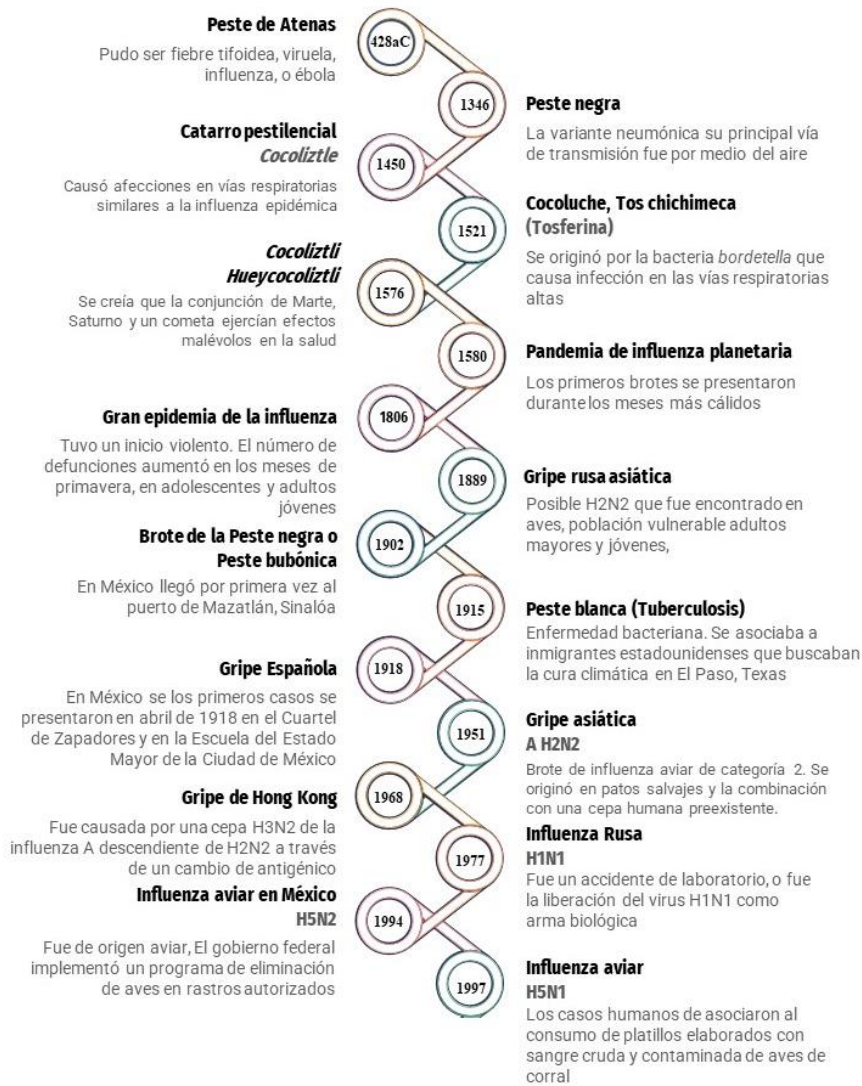 Peste de Atenas
428aC
Pudo ser fiebre tifoidea, viruela,
influenza, o ébola
1346
Peste negra
La variante neumónica su principal vía
de transmisión fue por medio del aire
Catarro pestilencial
Cocoliztle
1450
Causó afecciones en vías respiratorias
similares a la influenza epidémica
Cocoluche, Tos chichimeca
(Tosferina)
1521
Se originó por la bacteria bordetella que
causa infección en las vías respiratorias
altas
Cocoliztli
Hueycocoliztli
1576
Se creía que la conjunción de Marte,
Saturno y un cometa ejercían efectos
malévolos en la salud
1580
Pandemia de influenza planetaria
Los primeros brotes se presentaron
durante los meses más cálidos
Gran epidemia de la influenza
1806
Tuvo un inicio violento. El número de
defunciones aumentó en los meses de
primavera, en adolescentes y adultos
jóvenes
1889
Gripe rusa asiática
Posible H2N2 que fue encontrado en
aves, población vulnerable adultos
mayores y jóvenes,
Brote de la Peste negra o
Peste bubónica
1902
En México llegó por primera vez al
puerto de Mazatlán, Sinalóa
1915
Peste blanca (Tuberculosis)
Enfermedad bacteriana. Se asociaba a
inmigrantes estadounidenses que buscaban
la cura climática en El Paso, Texas
Gripe Española
1918
En México se los primeros casos se
presentaron en abril de 1918 en el Cuartel
de Zapadores y en la Escuela del Estado
Mayor de la Ciudad de México
1951
Gripe asiática
A H2N2
Brote de influenza aviar de categoría 2. Se
originó en patos salvajes y la combinación
con una cepa humana preexistente.
Gripe de Hong Kong
1968
Fue causada por una cepa H3N2 de la
influenza A descendiente de H2N2 a través
de un cambio de antigénico
1977
Influenza Rusa
H1N1
Fue un accidente de laboratorio, o fue
la liberación del virus H1N1 como
arma biológica
Influenza aviar en México
H5N2
1994
Fue de origen aviar, El gobierno federal
implementó un programa de eliminación
de aves en rastros autorizados
1997
Influenza aviar
H5N1
Los casos humanos de asociaron al
consumo de platillos elaborados con
sangre cruda y contaminada de aves de
corral